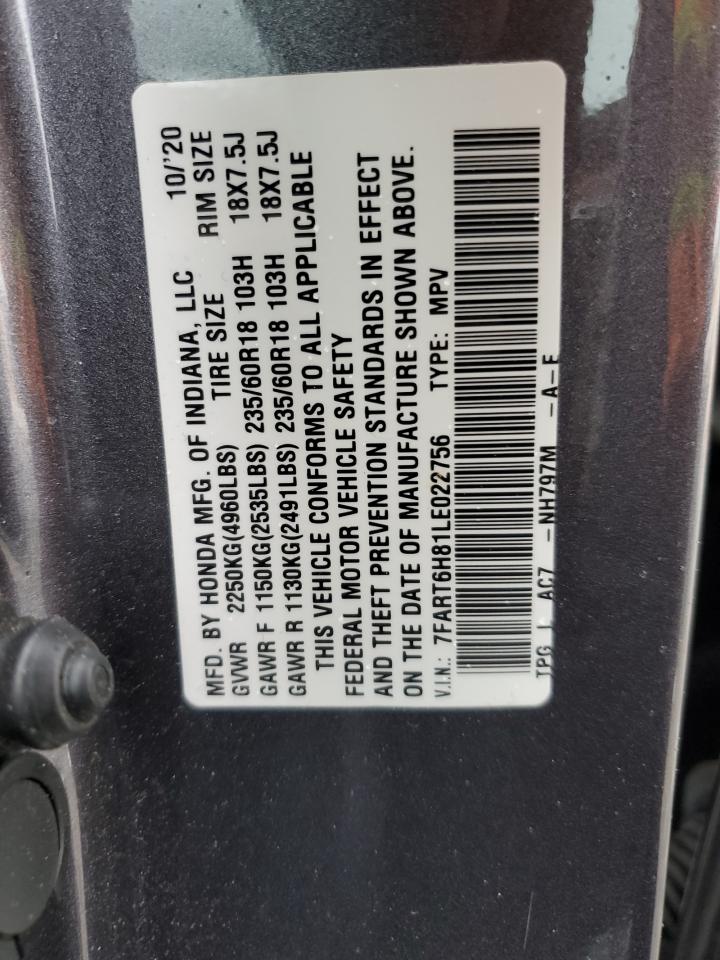 MFD. BY HONDA MFG. OF INDIANA, LLC 10/'20
GVWR 2250KG(4960LBS) TIRE SIZE RIM SIZE
GAWR F 1150KG(2535LBS) 235/60R18 103H 18X7.5J
GAWR R 1130KG(2491LBS) 235/60R18 103H 18X7.5J
THIS VEHICLE CONFORMS TO ALL APPLICABLE
FEDERAL MOTOR VEHICLE SAFETY
AND THEFT PREVENTION STANDARDS IN EFFECT
ON THE DATE OF MANUFACTURE SHOWN ABOVE.
V.I.N.: 7FART6H81LE022756 TYPE: MPV
TPG 1 AC7 -NH797M -A-E